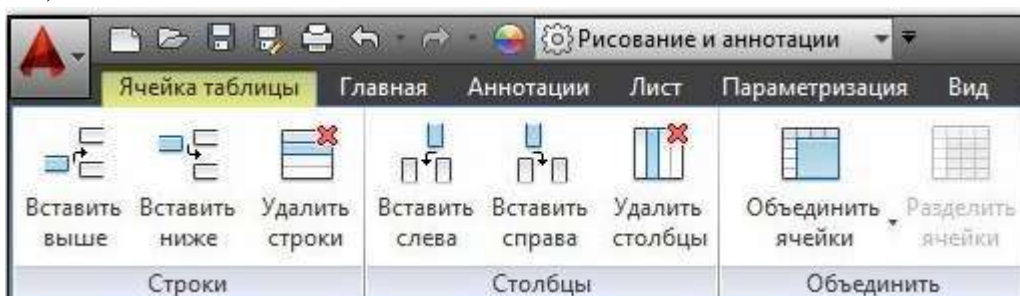 Рисование и аннотации
Ячейка таблицы Главная Аннотации Лист Параметризация Вид
Вставить выше
Вставить ниже
Удалить строки
Вставить слева
Вставить справа
Удалить столбцы
Объединить ячейки
Разделить ячейки
Строки Столбцы Объединить